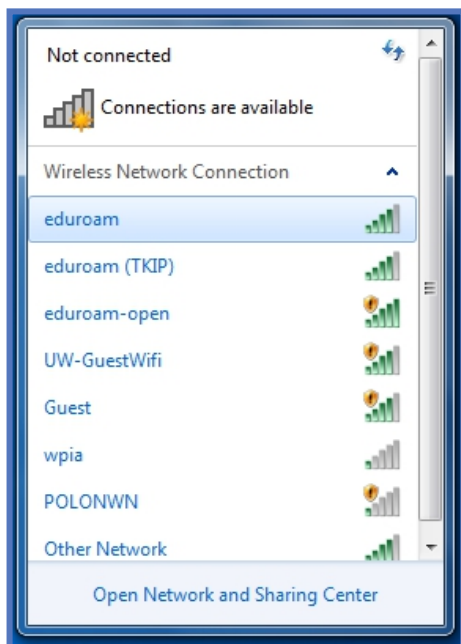 Not connected
Connections are available
Wireless Network Connection
eduroam
eduroam (TKIP)
eduroam-open
UW-GuestWifi
Guest
wpia
POLONWN
Other Network
Open Network and Sharing Center